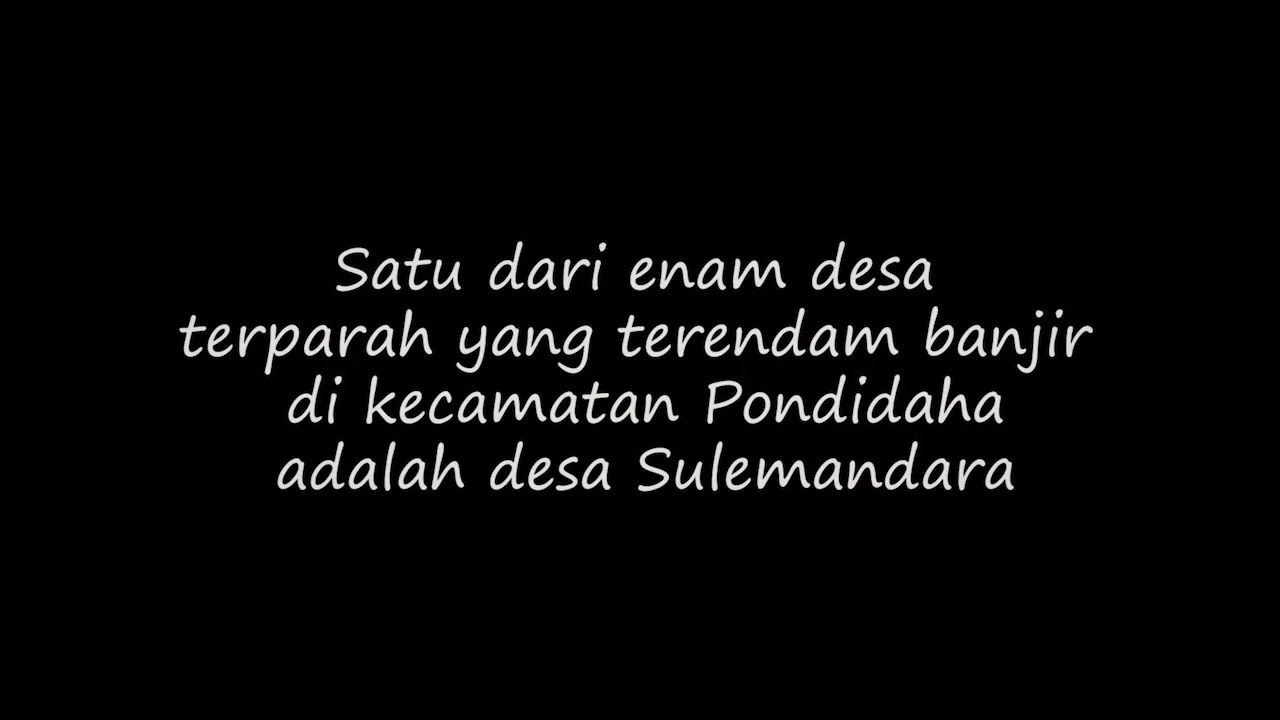 Satu dari enam desa
terparah yang terendam banjir
di kecamatan Pondidaha
adalah desa Sulemandara